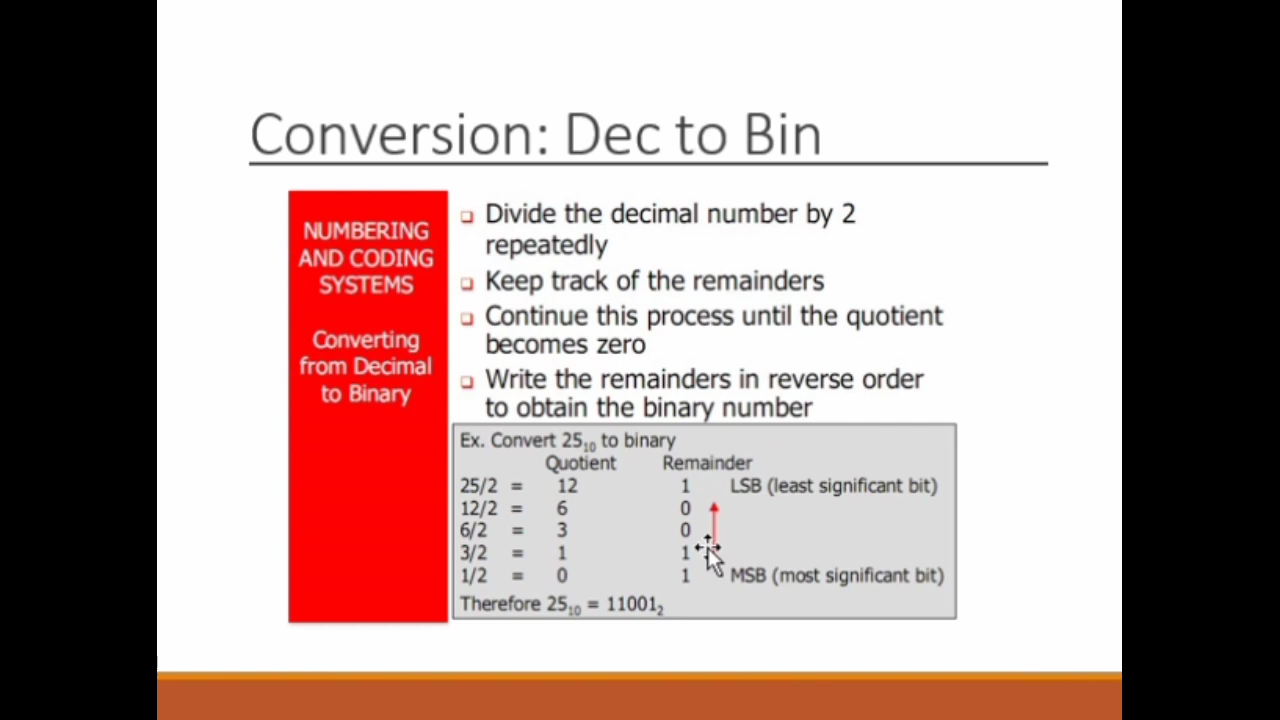 Conversion: Dec to Bin
NUMBERING
AND CODING
SYSTEMS
Converting
from Decimal
to Binary
Divide the decimal number by 2
repeatedly
Keep track of the remainders
Continue this process until the quotient
becomes zero
Write the remainders in reverse order
to obtain the binary number
Ex. Convert 25₁₀ to binary
Quotient Remainder
25/2 = 12 1 LSB (least significant bit)
12/2 = 6 0
6/2 = 3 0
3/2 = 1 1
1/2 = 0 1 MSB (most significant bit)
Therefore 25₁₀ = 11001₂